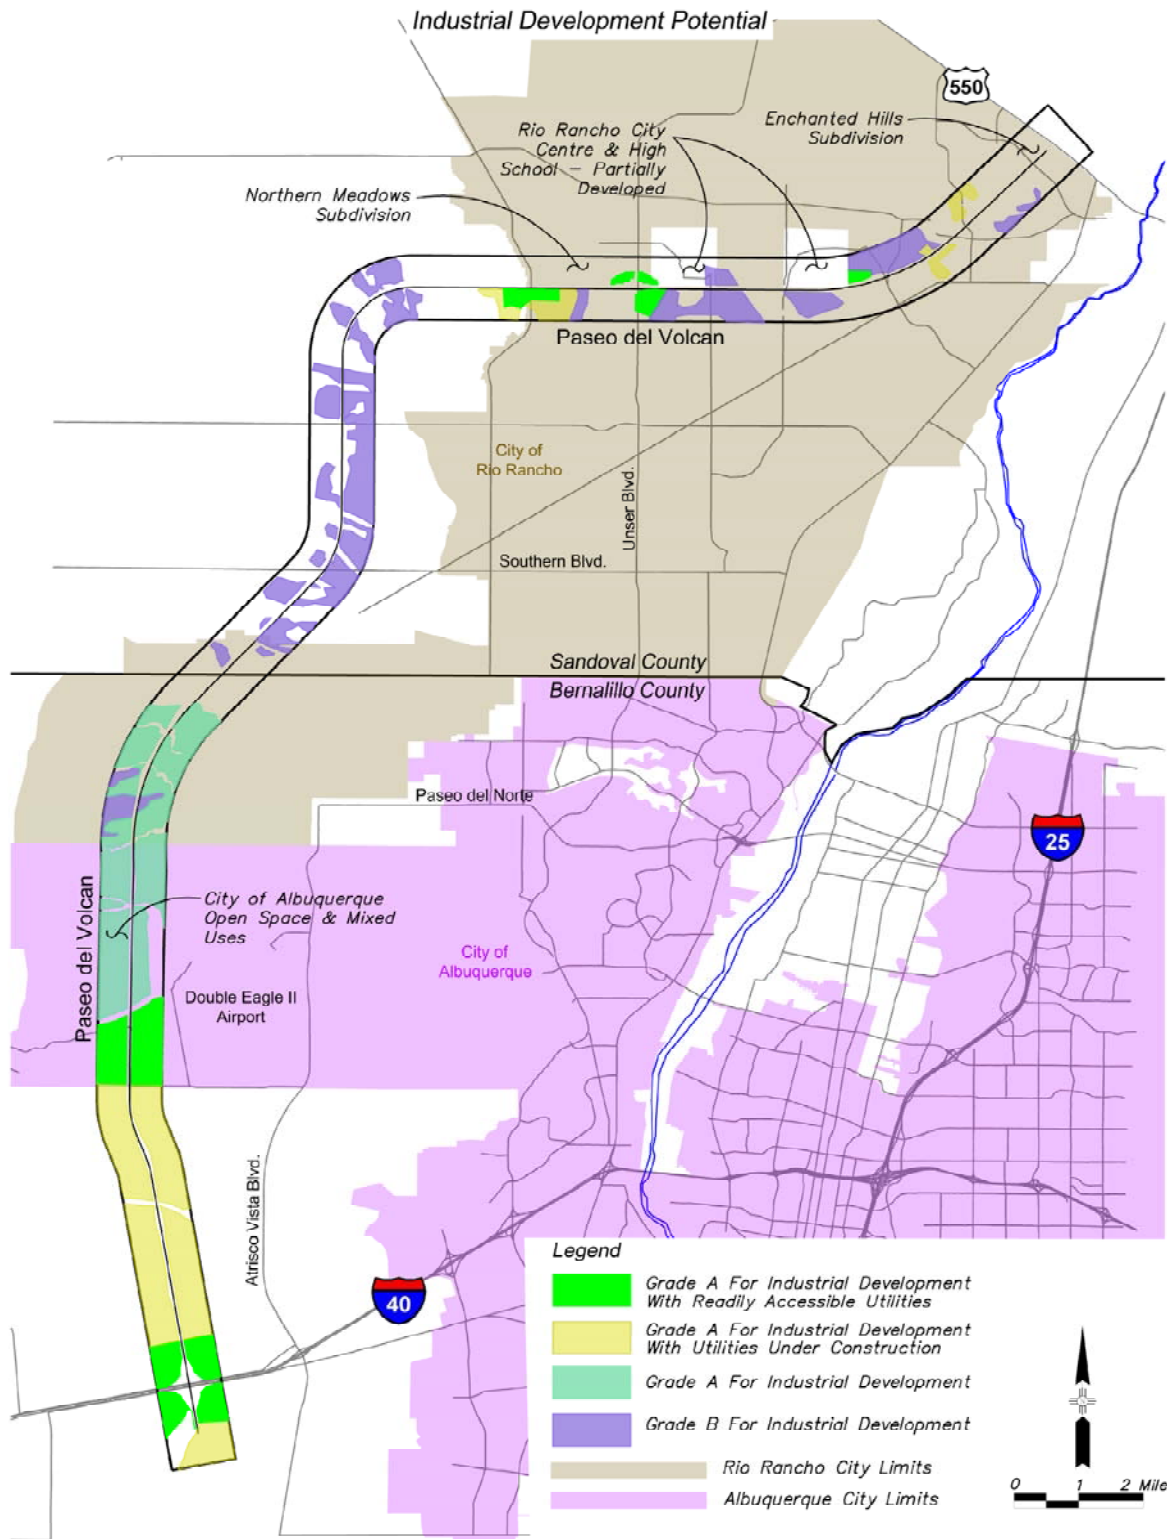 Industrial Development Potential
550
Rio Rancho City
Centre & High
School – Partially
Developed
Enchanted Hills
Subdivision
Northern Meadows
Subdivision
Paseo del Volcan
City of
Rio Rancho
Unser Blvd.
Southern Blvd.
Sandoval County
Bernalillo County
Paseo del Norte
25
Paseo del Volcan
City of Albuquerque
Open Space & Mixed
Uses
City of
Albuquerque
Double Eagle II
Airport
Atrisco Vista Blvd.
40
Legend
Grade A For Industrial Development
With Readily Accessible Utilities
Grade A For Industrial Development
With Utilities Under Construction
Grade A For Industrial Development
Grade B For Industrial Development
Rio Rancho City Limits
Albuquerque City Limits
0 1 2 Mile